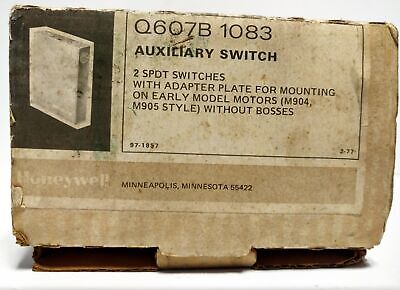 Q607B 1083
AUXILIARY SWITCH
2 SPDT SWITCHES
WITH ADAPTER PLATE FOR MOUNTING
ON EARLY MODEL MOTORS (M904,
M905 STYLE) WITHOUT BOSSES
97-1857
2-77
Honeywell
MINNEAPOLIS, MINNESOTA 55422